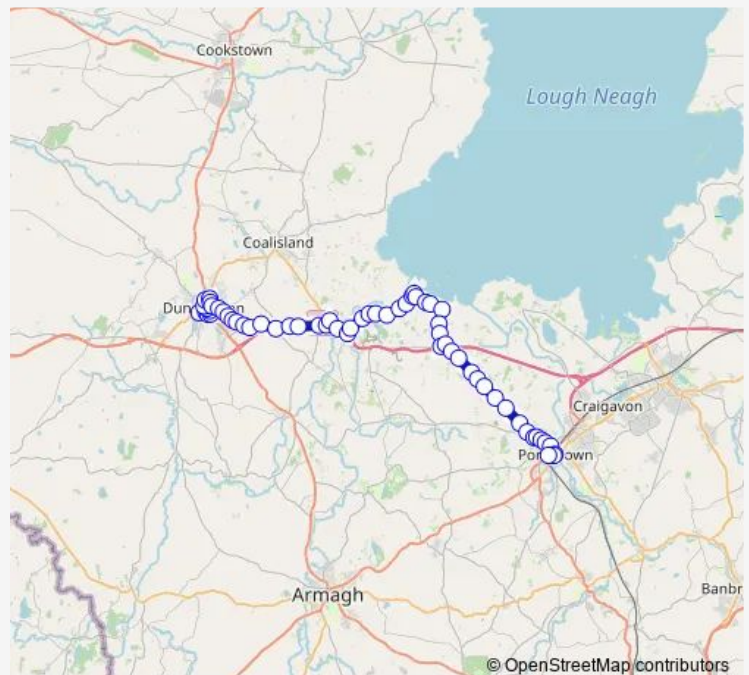 Cookstown
Lough Neagh
Coalisland
Craigavon
Armagh
Banbr
© OpenStreetMap contributors